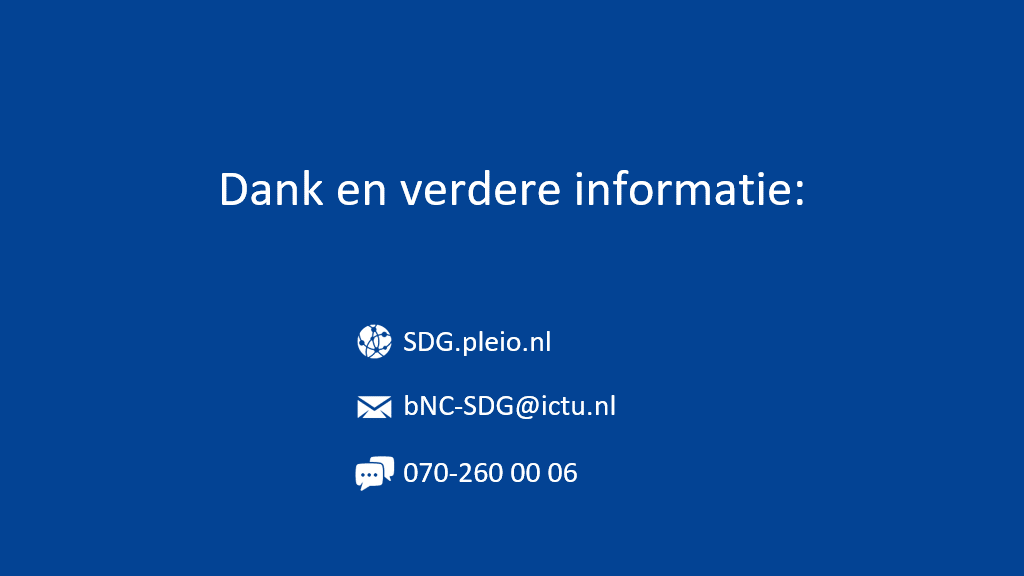 Dank en verdere informatie:
SDG.pleio.nl
bNC-SDG@ictu.nl
070-260 00 06